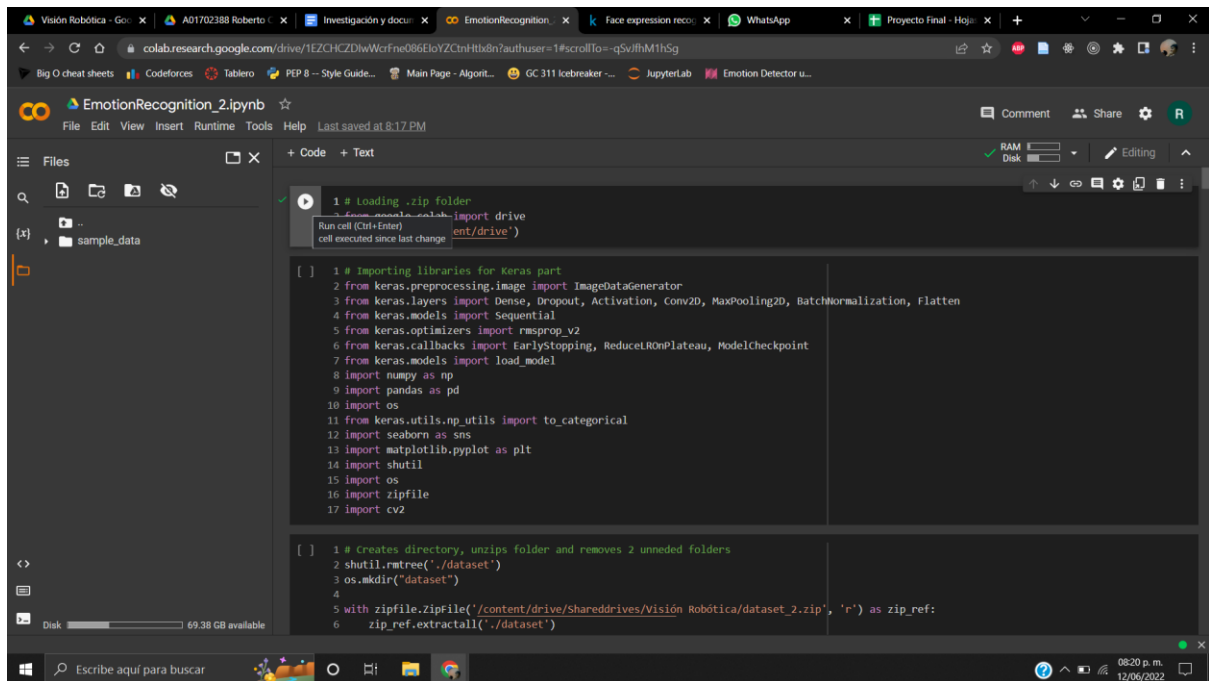 Visión Robótica - Goo
A01702388 Roberto C
Investigación y docum
EmotionRecognition_
Face expression recog
WhatsApp
Proyecto Final - Hoja
colab.research.google.com/drive/1EZCHCZDIwWcrFne086EIoYZCtnHtIx8n?authuser=1#scrollTo=-qSvJfhM1hSg
Big O cheat sheets
Codeforces
Tablero
PEP 8 -- Style Guide...
Main Page - Algorit...
GC 311 Icebreaker -...
JupyterLab
Emotion Detector u...
EmotionRecognition_2.ipynb
File Edit View Insert Runtime Tools Help Last saved at 8:17 PM
Comment
Share
R
Files
+ Code + Text
RAM
Disk
Editing
..
sample_data
{x}
1 # Loading .zip folder
2 from google.colab import drive
Run cell (Ctrl+Enter)
cell executed since last change
ent/drive')
[ ]
1 # Importing libraries for Keras part
2 from keras.preprocessing.image import ImageDataGenerator
3 from keras.layers import Dense, Dropout, Activation, Conv2D, MaxPooling2D, BatchNormalization, Flatten
4 from keras.models import Sequential
5 from keras.optimizers import rmsprop_v2
6 from keras.callbacks import EarlyStopping, ReduceLROnPlateau, ModelCheckpoint
7 from keras.models import load_model
8 import numpy as np
9 import pandas as pd
10 import os
11 from keras.utils.np_utils import to_categorical
12 import seaborn as sns
13 import matplotlib.pyplot as plt
14 import shutil
15 import os
16 import zipfile
17 import cv2
[ ]
1 # Creates directory, unzips folder and removes 2 unneded folders
2 shutil.rmtree('./dataset')
3 os.mkdir("dataset")
4
5 with zipfile.ZipFile('/content/drive/Shareddrives/Visión Robótica/dataset_2.zip', 'r') as zip_ref:
6 zip_ref.extractall('./dataset')
Disk
69.38 GB available
Escribe aquí para buscar
08:20 p. m.
12/06/2022